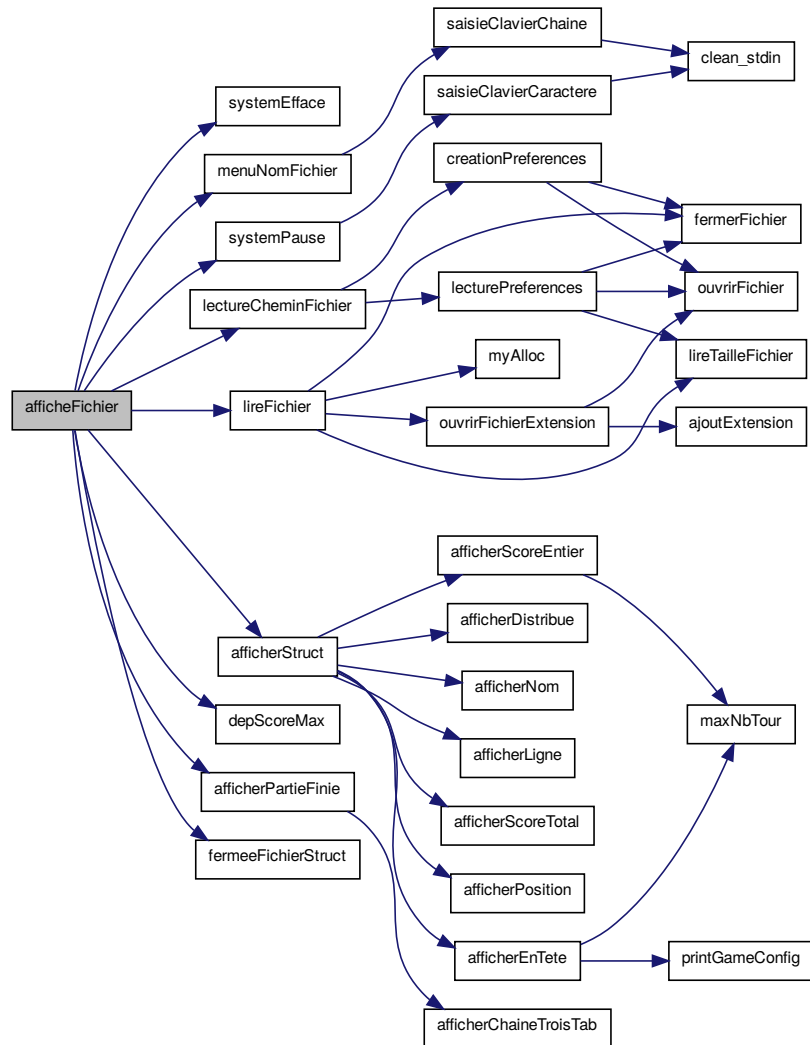 saisieClavierChaine
clean_stdin
saisieClavierCaractere
systemEfface
creationPreferences
menuNomFichier
fermerFichier
systemPause
lecturePreferences
ouvrirFichier
lectureCheminFichier
myAlloc
lireTailleFichier
afficheFichier
lireFichier
ouvrirFichierExtension
ajoutExtension
afficherScoreEntier
afficherDistribue
afficherStruct
afficherNom
depScoreMax
maxNbTour
afficherLigne
afficherPartieFinie
afficherScoreTotal
fermeeFichierStruct
afficherPosition
afficherEnTete
printGameConfig
afficherChaineTroisTab